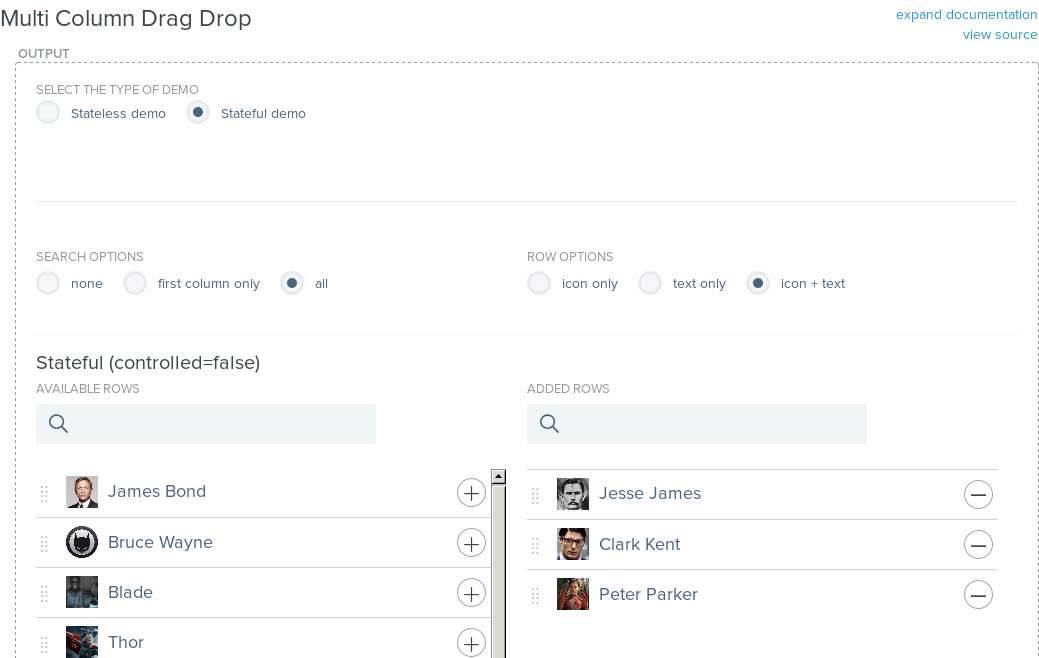 Multi Column Drag Drop
expand documentation
view source
OUTPUT
SELECT THE TYPE OF DEMO
Stateless demo
Stateful demo
SEARCH OPTIONS
none
first column only
all
ROW OPTIONS
icon only
text only
icon + text
Stateful (controlled=false)
AVAILABLE ROWS
James Bond
Bruce Wayne
Blade
Thor
ADDED ROWS
Jesse James
Clark Kent
Peter Parker